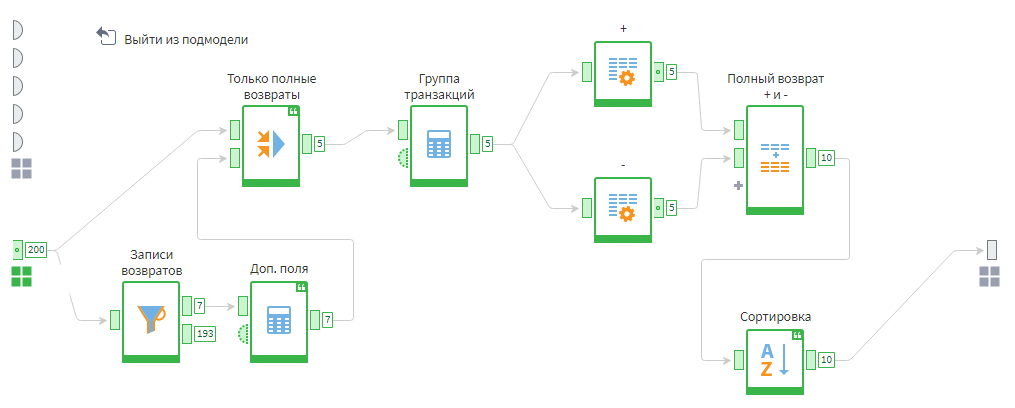 Выйти из подмодели
+
Только полные
возвраты
Группа
транзакций
5
Полный возврат
+ и -
5
5
10
-
5
200
Записи
возвратов
Доп. поля
7
193
7
Сортировка
10